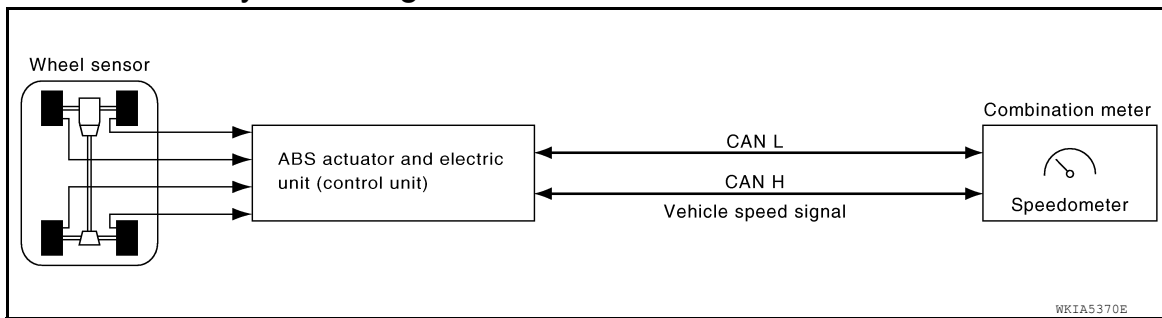 Wheel sensor
ABS actuator and electric
unit (control unit)
CAN L
CAN H
Vehicle speed signal
Combination meter
Speedometer
WKIA5370E